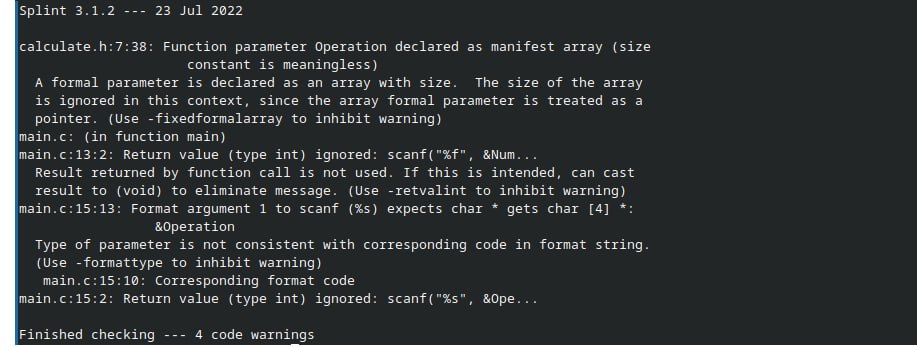 Splint 3.1.2 --- 23 Jul 2022
calculate.h:7:38: Function parameter Operation declared as manifest array (size
constant is meaningless)
A formal parameter is declared as an array with size.  The size of the array
is ignored in this context, since the array formal parameter is treated as a
pointer. (Use -fixedformalarray to inhibit warning)
main.c: (in function main)
main.c:13:2: Return value (type int) ignored: scanf("%f", &Num...
Result returned by function call is not used. If this is intended, can cast
result to (void) to eliminate message. (Use -retvalint to inhibit warning)
main.c:15:13: Format argument 1 to scanf (%s) expects char * gets char [4] *:
&Operation
Type of parameter is not consistent with corresponding code in format string.
(Use -formattype to inhibit warning)
main.c:15:10: Corresponding format code
main.c:15:2: Return value (type int) ignored: scanf("%s", &Ope...
Finished checking --- 4 code warnings